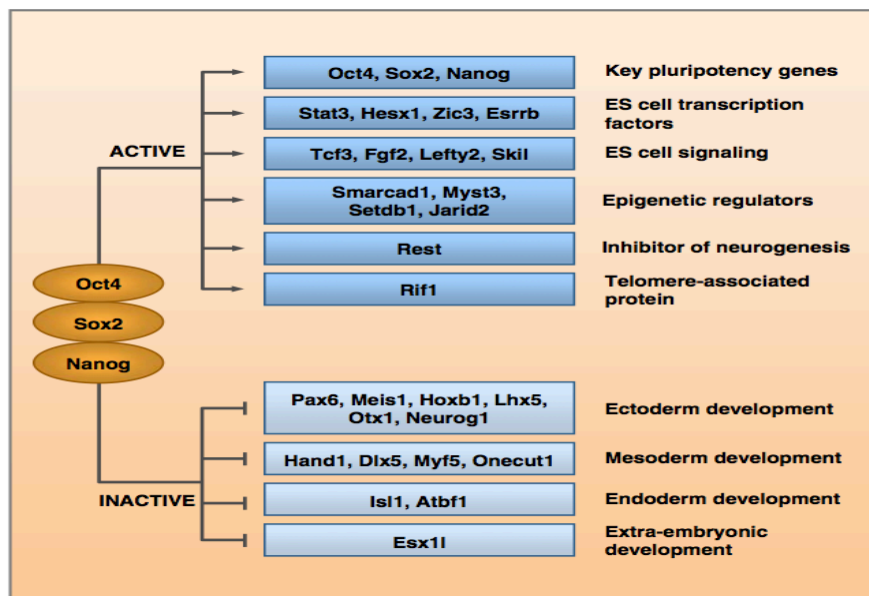 Oct4, Sox2, Nanog
Key pluripotency genes
Stat3, Hesx1, Zic3, Esrrb
ES cell transcription
factors
ACTIVE
Tcf3, Fgf2, Lefty2, Skil
ES cell signaling
Smarcad1, Myst3,
Setdb1, Jarid2
Epigenetic regulators
Rest
Inhibitor of neurogenesis
Rif1
Telomere-associated
protein
Oct4
Sox2
Nanog
Pax6, Meis1, Hoxb1, Lhx5,
Otx1, Neurog1
Ectoderm development
Hand1, Dlx5, Myf5, Onecut1
Mesoderm development
INACTIVE
Isl1, Atbf1
Endoderm development
Esx1l
Extra-embryonic
development